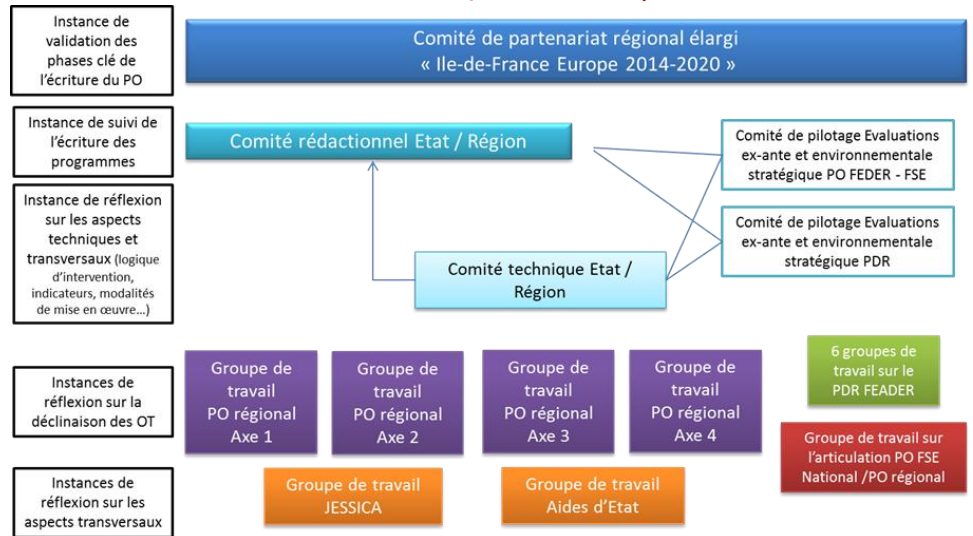 Instance de
validation des
phases clé de
l'écriture du PO
Comité de partenariat régional élargi
« Ile-de-France Europe 2014-2020 »
Instance de suivi de
l'écriture des
programmes
Comité rédactionnel Etat / Région
Comité de pilotage Evaluations
ex-ante et environnementale
stratégique PO FEDER - FSE
Instance de réflexion
sur les aspects
techniques et
transversaux (logique
d'intervention,
indicateurs, modalités
de mise en œuvre...)
Comité technique Etat /
Région
Comité de pilotage Evaluations
ex-ante et environnementale
stratégique PDR
Instances de
réflexion sur la
déclinaison des OT
Groupe de
travail
PO régional
Axe 1
Groupe de
travail
PO régional
Axe 2
Groupe de
travail
PO régional
Axe 3
Groupe de
travail
PO régional
Axe 4
6 groupes de
travail sur le
PDR FEADER
Groupe de travail sur
l'articulation PO FSE
National /PO régional
Instances de
réflexion sur les
aspects transversaux
Groupe de travail
JESSICA
Groupe de travail
Aides d'Etat